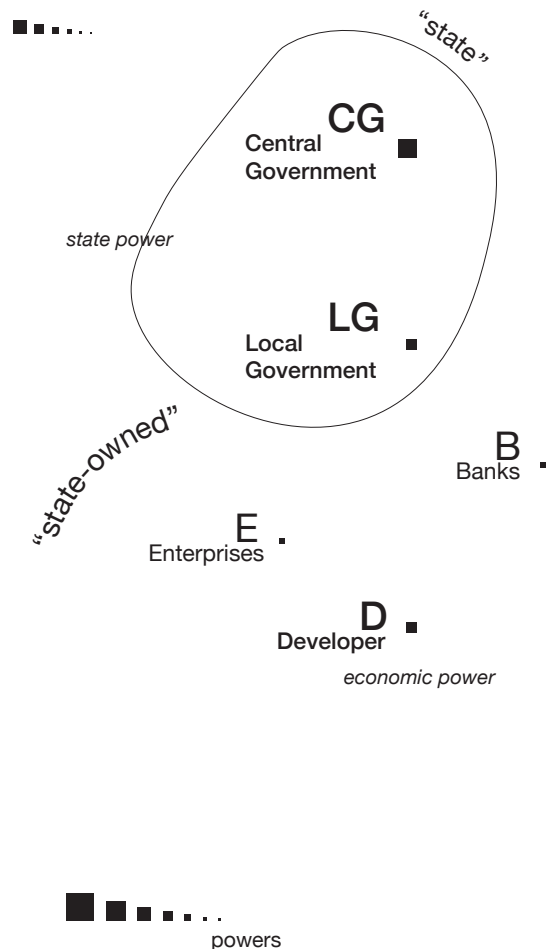 “state”
CG
Central
Government
state power
LG
Local
Government
“state-owned”
B
Banks
E
Enterprises
D
Developer
economic power
powers